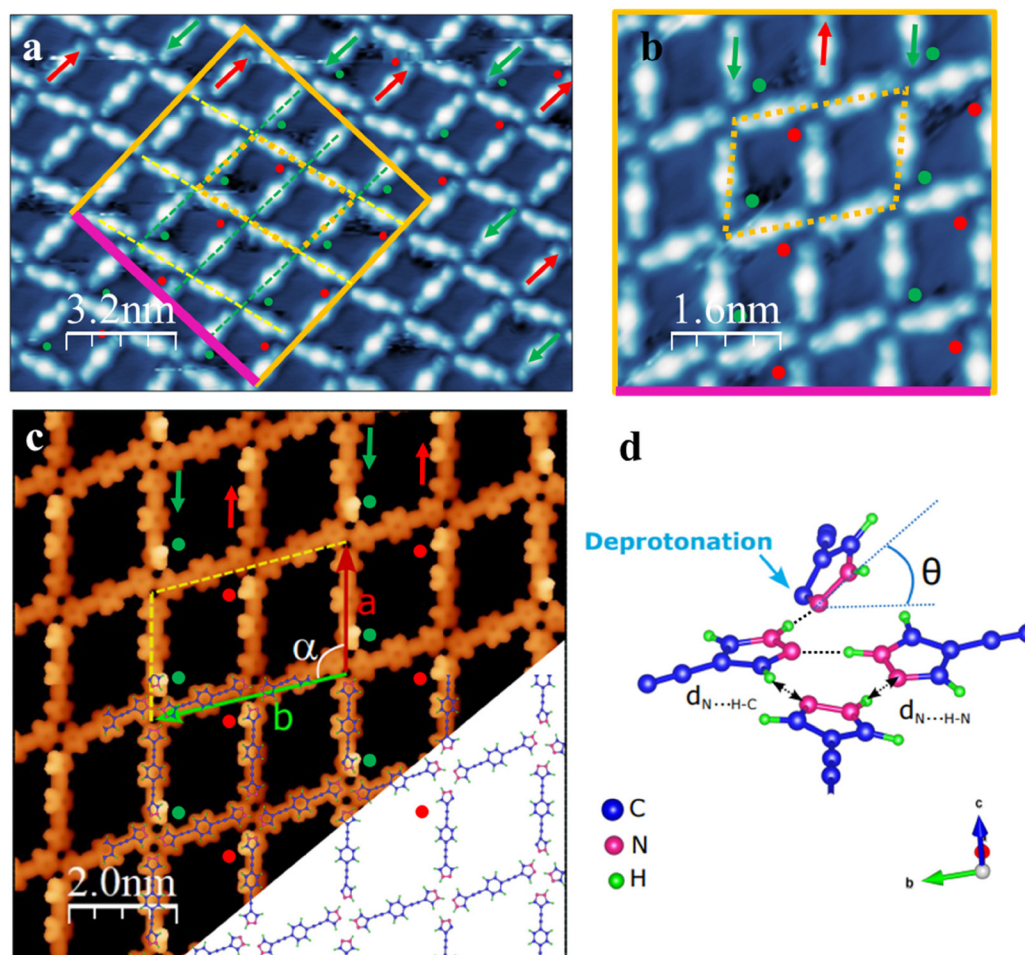 a
3.2nm
b
1.6nm
c
a
α
b
2.0nm
d
Deprotonation
θ
dN···H-C
dN···H-N
C
N
H
c
b